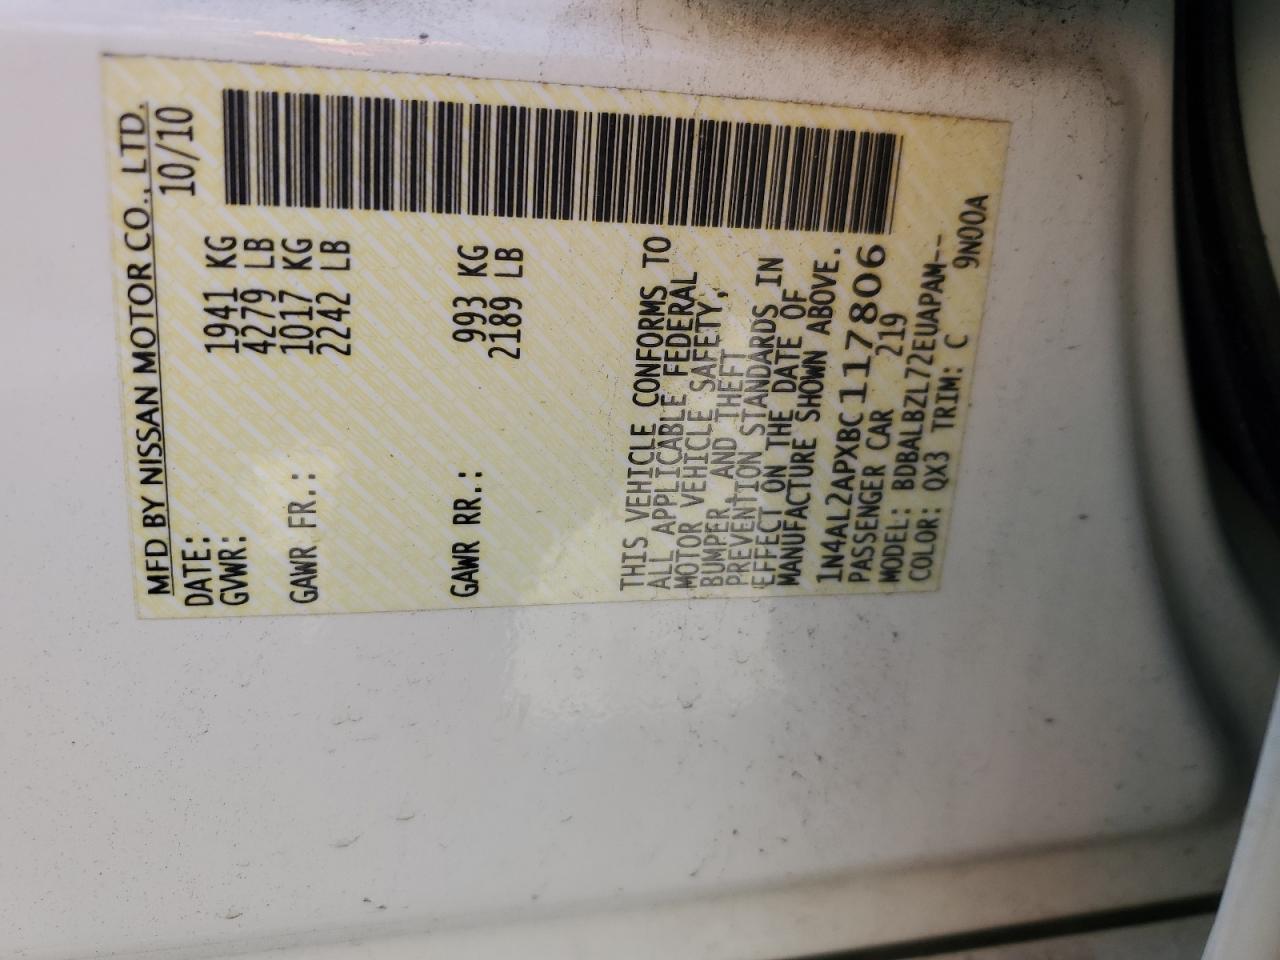 MFD BY NISSAN MOTOR CO., LTD.
DATE: 10/10
GVWR: 1941 KG
4279 LB
GAWR FR.: 1017 KG
2242 LB
GAWR RR.: 993 KG
2189 LB
THIS VEHICLE CONFORMS TO
ALL APPLICABLE FEDERAL
MOTOR VEHICLE SAFETY,
BUMPER, AND THEFT
PREVENTION STANDARDS IN
EFFECT ON THE DATE OF
MANUFACTURE SHOWN ABOVE.
1N4AL2APXBC117806
PASSENGER CAR 219
MODEL: BDBALBZL72EUAPAM--
COLOR: QX3 TRIM: C 9N00A